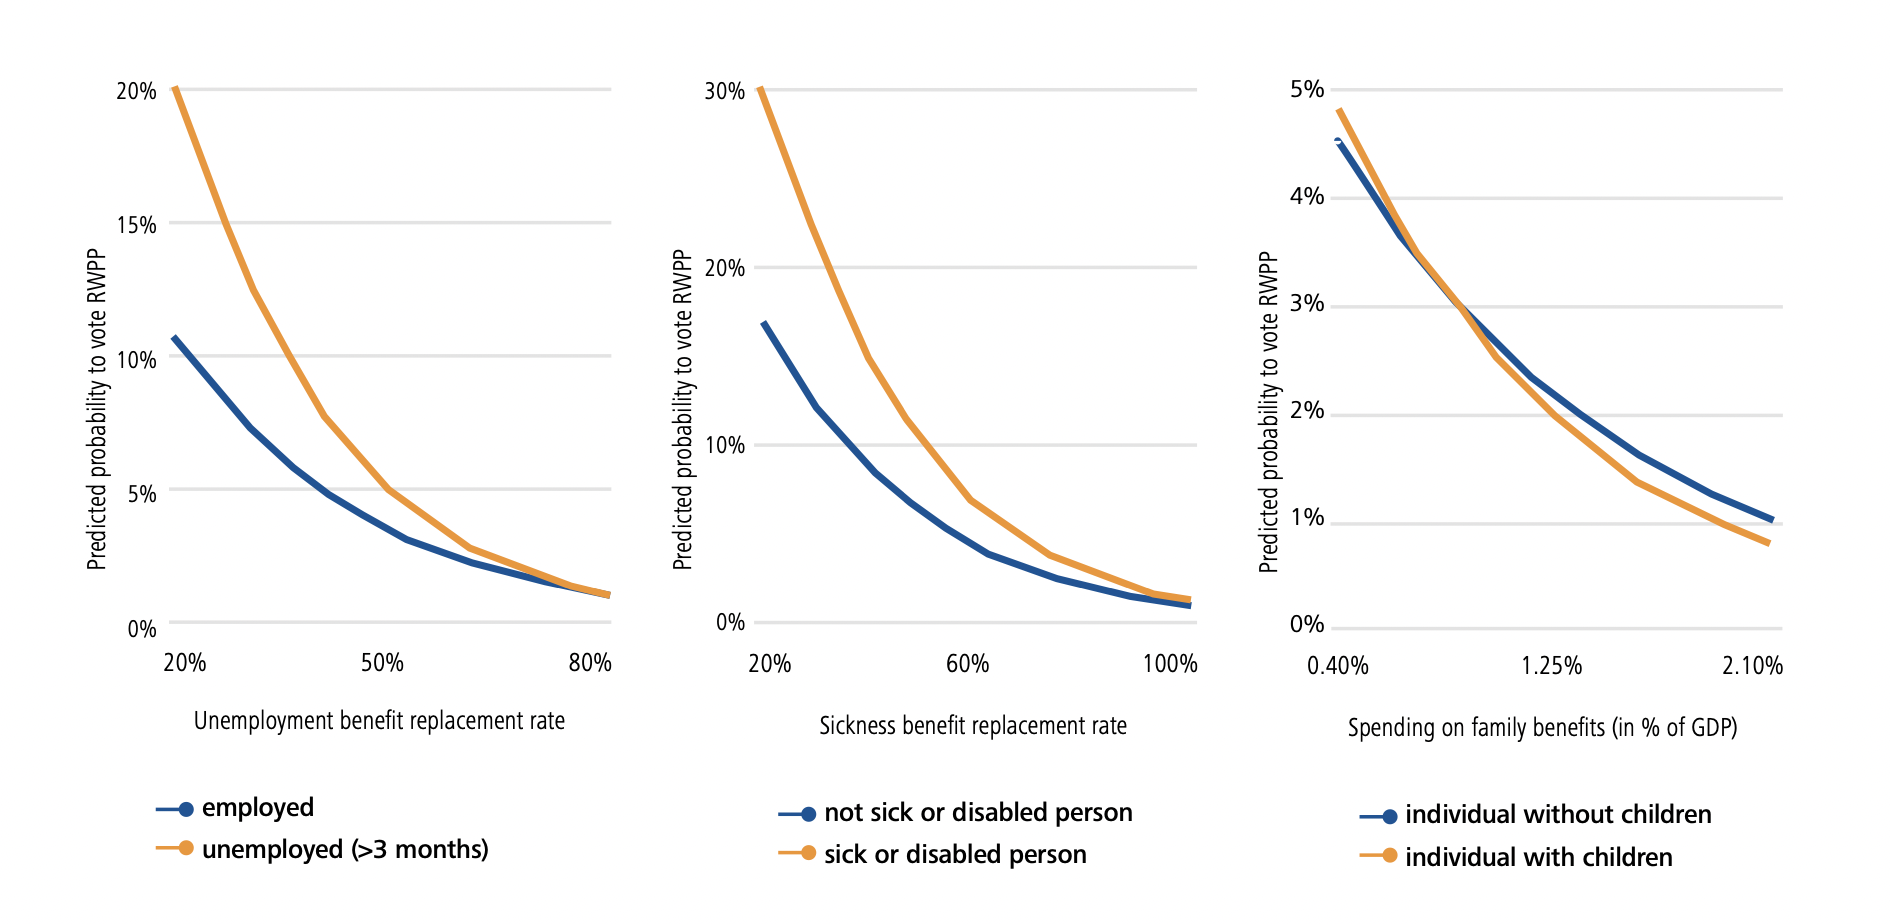 Predicted probability to vote RWPP
20%
15%
10%
5%
0%
20% 50% 80%
Unemployment benefit replacement rate
employed
unemployed (>3 months)
Predicted probability to vote RWPP
30%
20%
10%
0%
20% 60% 100%
Sickness benefit replacement rate
not sick or disabled person
sick or disabled person
Predicted probability to vote RWPP
5%
4%
3%
2%
1%
0%
0.40% 1.25% 2.10%
Spending on family benefits (in % of GDP)
individual without children
individual with children